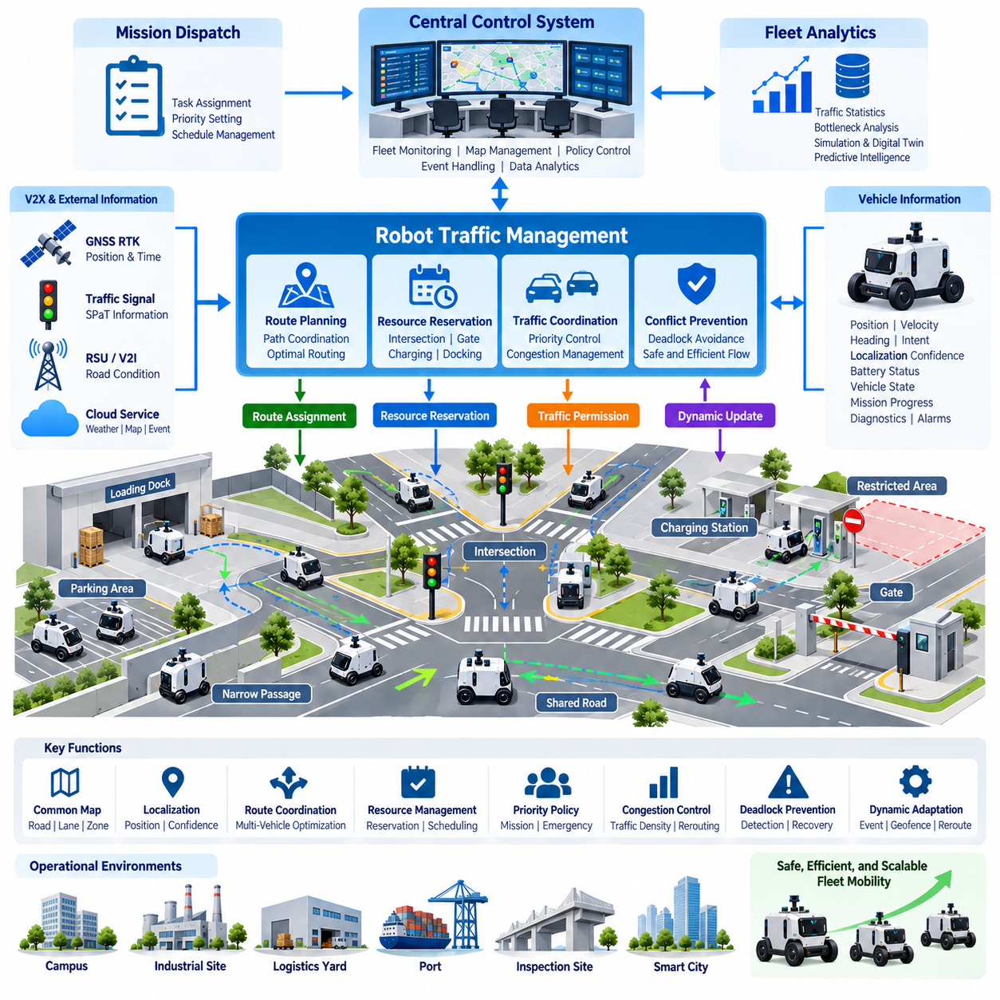 Mission Dispatch
Task Assignment
Priority Setting
Schedule Management
Central Control System
Fleet Monitoring | Map Management | Policy Control
Event Handling | Data Analytics
Fleet Analytics
Traffic Statistics
Bottleneck Analysis
Simulation & Digital Twin
Predictive Intelligence
V2X & External Information
GNSS RTK
Position & Time
Traffic Signal
SPaT Information
RSU / V2I
Road Condition
Cloud Service
Weather | Map | Event
Robot Traffic Management
Route Planning
Path Coordination
Optimal Routing
Resource Reservation
Intersection | Gate
Charging | Docking
Traffic Coordination
Priority Control
Congestion Management
Conflict Prevention
Deadlock Avoidance
Safe and Efficient Flow
Vehicle Information
Position | Velocity
Heading | Intent
Localization Confidence
Battery Status
Vehicle State
Mission Progress
Diagnostics | Alarms
Route Assignment
Resource Reservation
Traffic Permission
Dynamic Update
Loading Dock
Restricted Area
Charging Station
Intersection
Parking Area
Gate
Narrow Passage
Shared Road
Key Functions
Common Map
Road | Lane | Zone
Localization
Position | Confidence
Route Coordination
Multi-Vehicle Optimization
Resource Management
Reservation | Scheduling
Priority Policy
Mission | Emergency
Congestion Control
Traffic Density | Rerouting
Deadlock Prevention
Detection | Recovery
Dynamic Adaptation
Event | Geofence | Reroute
Operational Environments
Campus
Industrial Site
Logistics Yard
Port
Inspection Site
Smart City
Safe, Efficient, and Scalable
Fleet Mobility